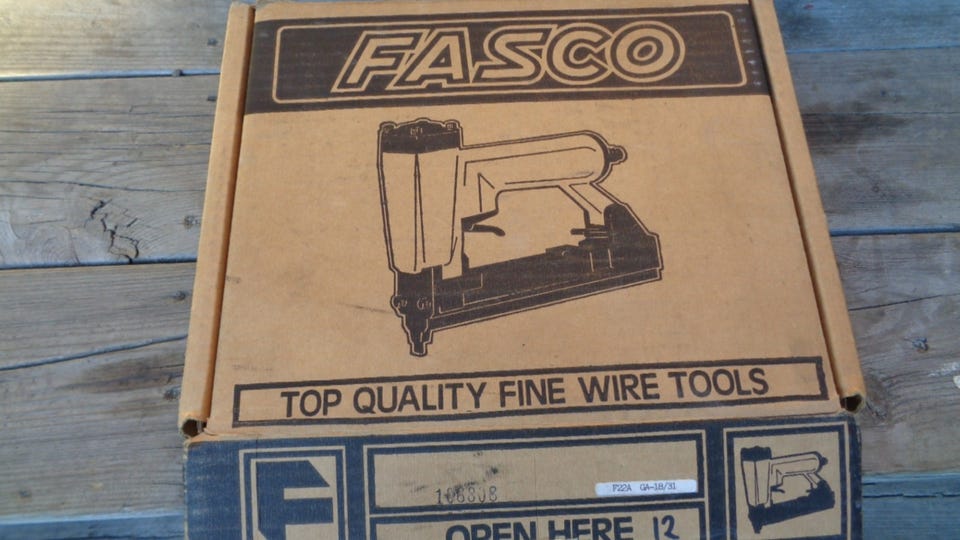 FASCO
TOP QUALITY FINE WIRE TOOLS
F
106808
F22A GA-18/31
OPEN HERE 12